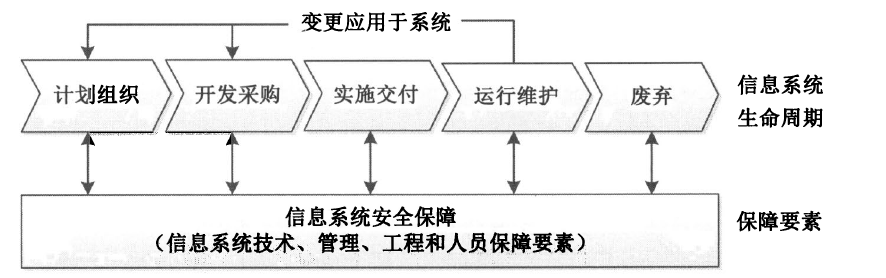 变更应用于系统
计划组织
开发采购
实施交付
运行维护
废弃
信息系统
生命周期
信息系统安全保障
（信息系统技术、管理、工程和人员保障要素）
保障要素